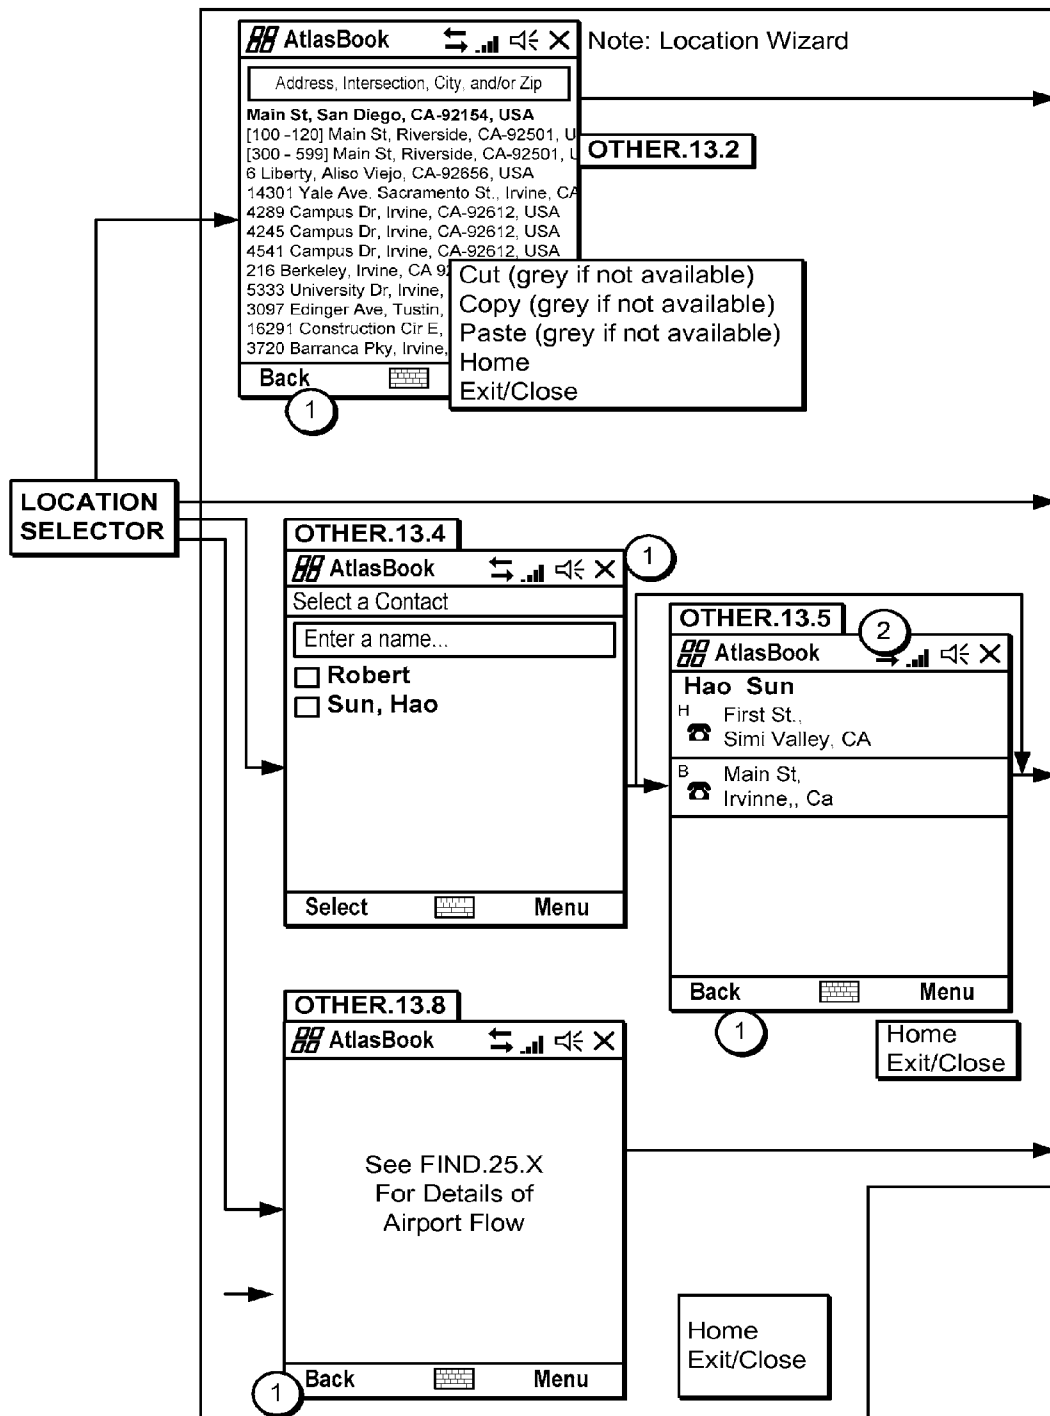 AtlasBook
Note: Location Wizard
Address, Intersection, City, and/or Zip
Main St, San Diego, CA-92154, USA
[100 -120] Main St, Riverside, CA-92501, U
[300 - 599] Main St, Riverside, CA-92501, U
OTHER.13.2
6 Liberty, Aliso Viejo, CA-92656, USA
14301 Yale Ave. Sacramento St., Irvine, CA
4289 Campus Dr, Irvine, CA-92612, USA
4245 Campus Dr, Irvine, CA-92612, USA
4541 Campus Dr, Irvine, CA-92612, USA
216 Berkeley, Irvine, CA 92
5333 University Dr, Irvine,
3097 Edinger Ave, Tustin,
16291 Construction Cir E,
3720 Barranca Pky, Irvine,
Cut (grey if not available)
Copy (grey if not available)
Paste (grey if not available)
Home
Exit/Close
Back
1
LOCATION
SELECTOR
OTHER.13.4
1
AtlasBook
Select a Contact
Enter a name...
Robert
Sun, Hao
Select
Menu
OTHER.13.5
2
AtlasBook
Hao Sun
H
First St.,
Simi Valley, CA
B
Main St,
Irvinne,, Ca
Back
Menu
1
Home
Exit/Close
OTHER.13.8
AtlasBook
See FIND.25.X
For Details of
Airport Flow
Back
Menu
1
Home
Exit/Close